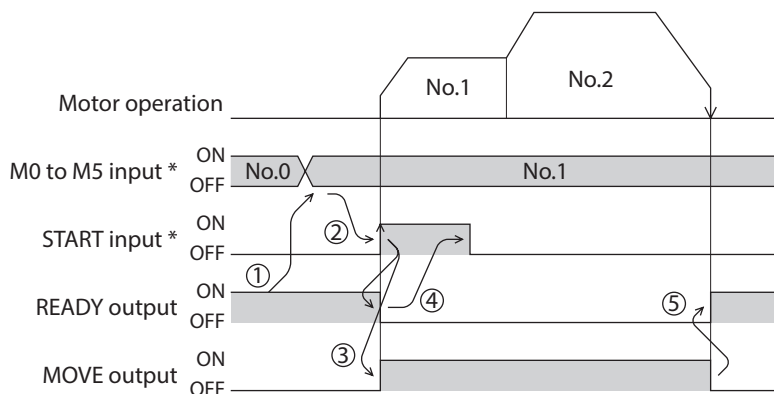 No.1
No.2
Motor operation
M0 to M5 input *
ON
OFF
No.0
No.1
START input *
ON
OFF
②
①
READY output
ON
OFF
④
⑤
③
MOVE output
ON
OFF